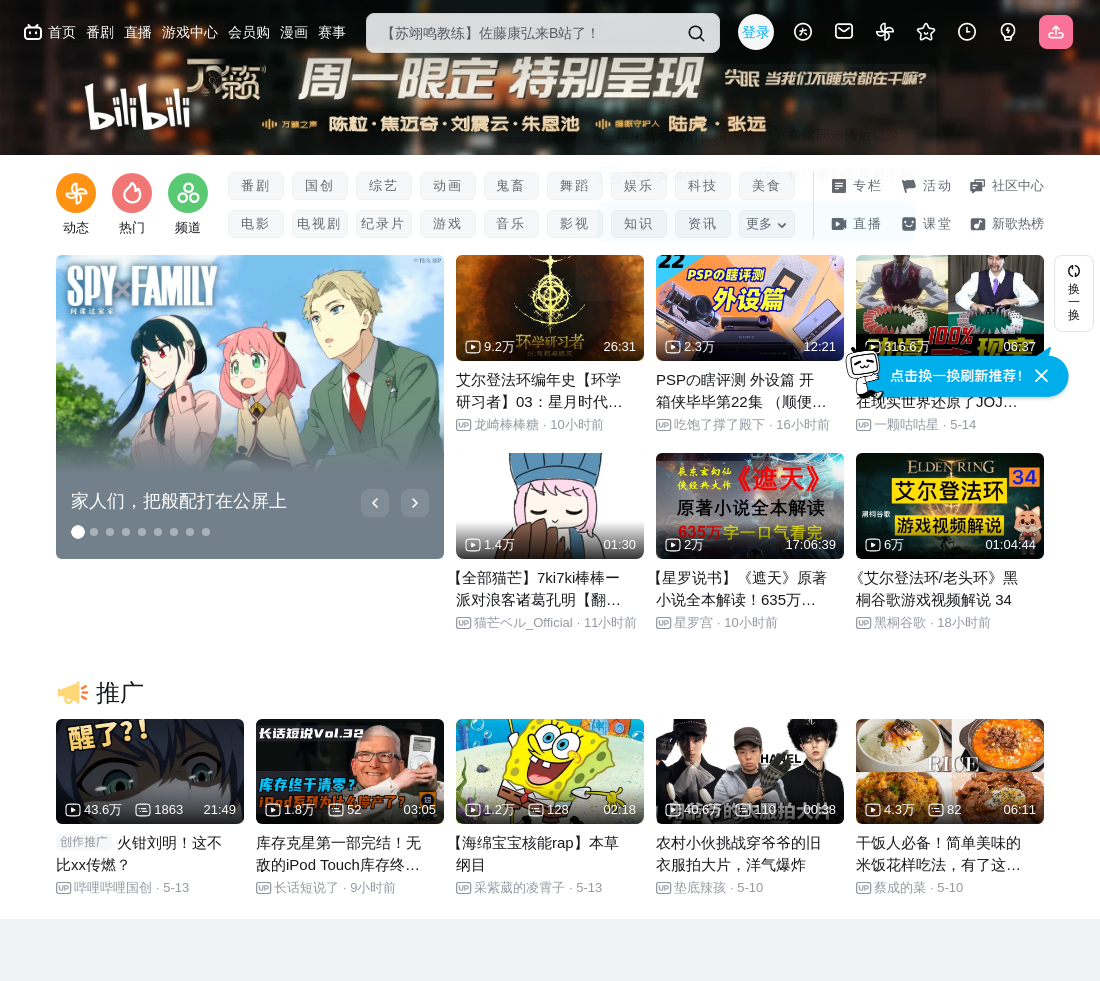 首页 番剧 直播 游戏中心 会员购 漫画 赛事
【苏翊鸣教练】佐藤康弘来B站了！
登录
万籁
周一限定 特别呈现
失眠 当我们不睡觉都在干嘛?
bilibili
万籁之声 陈粒·焦迈奇·刘震云·朱恩池 睡眠守护人 陆虎·张远
番剧 国创 综艺 动画 鬼畜 舞蹈 娱乐 科技 美食
专栏 活动 社区中心
动态 热门 频道
电影 电视剧 纪录片 游戏 音乐 影视 知识 资讯 更多
直播 课堂 新歌热榜
SPY×FAMILY
间谍过家家
家人们，把般配打在公屏上
环学研习者
9.2万 26:31
艾尔登法环编年史【环学
研习者】03：星月时代…
龙崎棒棒糖 · 10小时前
22
PSP的瞎评测
外设篇
2.3万 12:21
PSP的瞎评测 外设篇 开
箱侠毕毕第22集 （顺便…
吃饱了撑了殿下 · 16小时前
100%
316.6万 06:37
在现实世界还原了JOJ…
一颗咕咕星 · 5-14
换一换
点击换一换刷新推荐！
1.4万 01:30
【全部猫芒】7ki7ki棒棒ー
派对浪客诸葛孔明【翻…
猫芒ベル_Official · 11小时前
辰东玄幻仙
侠经典大作
《遮天》
原著小说全本解读
635万字一口气看完
2万 17:06:39
【星罗说书】《遮天》原著
小说全本解读！635万…
星罗宫 · 10小时前
ELDEN RING
34
艾尔登法环
黑桐谷歌
游戏视频解说
6万 01:04:44
《艾尔登法环/老头环》黑
桐谷歌游戏视频解说 34
黑桐谷歌 · 18小时前
推广
醒了?!
43.6万 1863 21:49
创作推广 火钳刘明！这不
比xx传燃？
哔哩哔哩国创 · 5-13
长话短说Vol.32
库存终于清零?
iPod系列为什么停产了?
1.8万 52 03:05
库存克星第一部完结！无
敌的iPod Touch库存终…
长话短说了 · 9小时前
1.2万 128 02:18
【海绵宝宝核能rap】本草
纲目
采紫葳的凌霄子 · 5-13
40.6万 110 00:38
农村小伙挑战穿爷爷的旧
衣服拍大片，洋气爆炸
垫底辣孩 · 5-10
RICE
4.3万 82 06:11
干饭人必备！简单美味的
米饭花样吃法，有了这…
蔡成的菜 · 5-10